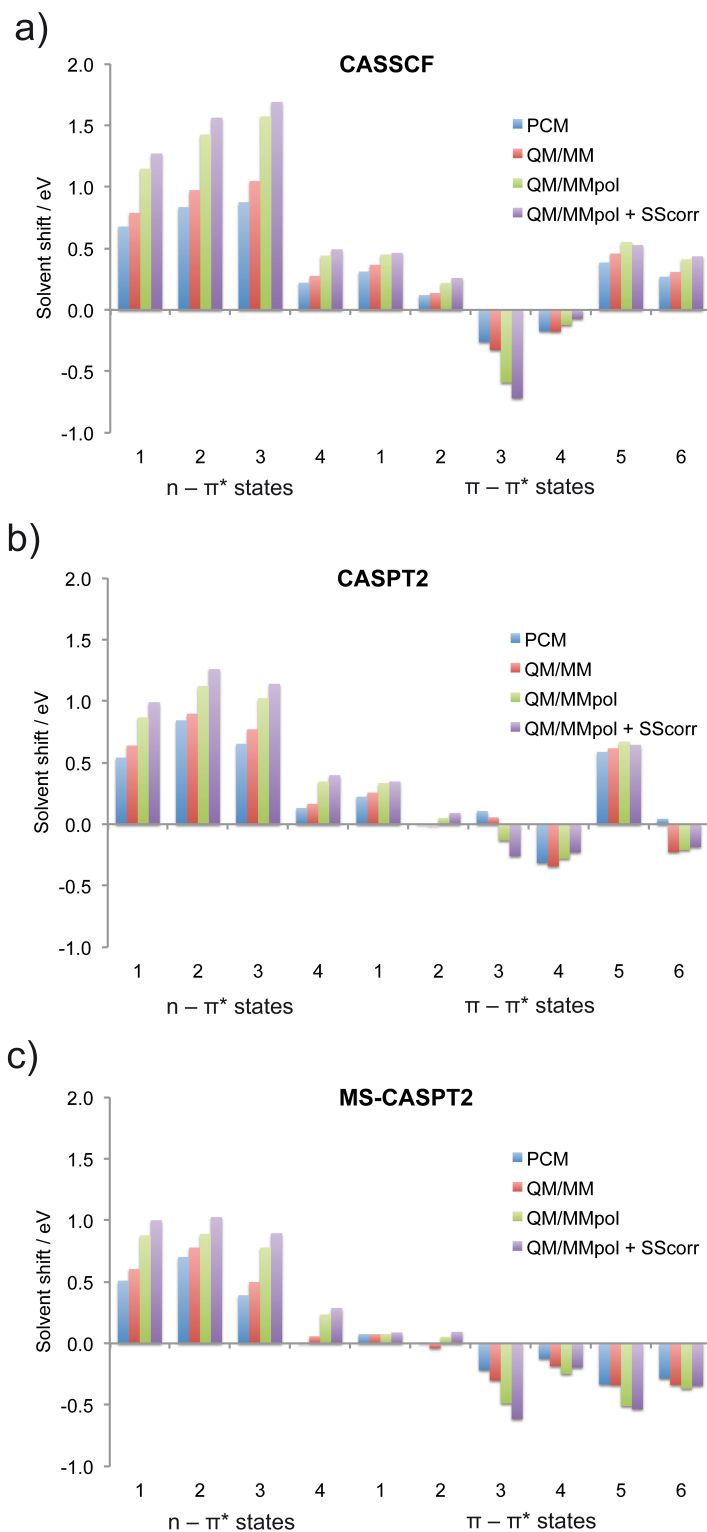 a)
CASSCF
2.0
1.5
1.0
0.5
0.0
-0.5
-1.0
Solvent shift / eV
PCM
QM/MM
QM/MMpol
QM/MMpol + SScorr
1 2 3 4 1 2 3 4 5 6
n – π* states π – π* states
b)
CASPT2
2.0
1.5
1.0
0.5
0.0
-0.5
-1.0
Solvent shift / eV
PCM
QM/MM
QM/MMpol
QM/MMpol + SScorr
1 2 3 4 1 2 3 4 5 6
n – π* states π – π* states
c)
MS-CASPT2
2.0
1.5
1.0
0.5
0.0
-0.5
-1.0
Solvent shift / eV
PCM
QM/MM
QM/MMpol
QM/MMpol + SScorr
1 2 3 4 1 2 3 4 5 6
n – π* states π – π* states